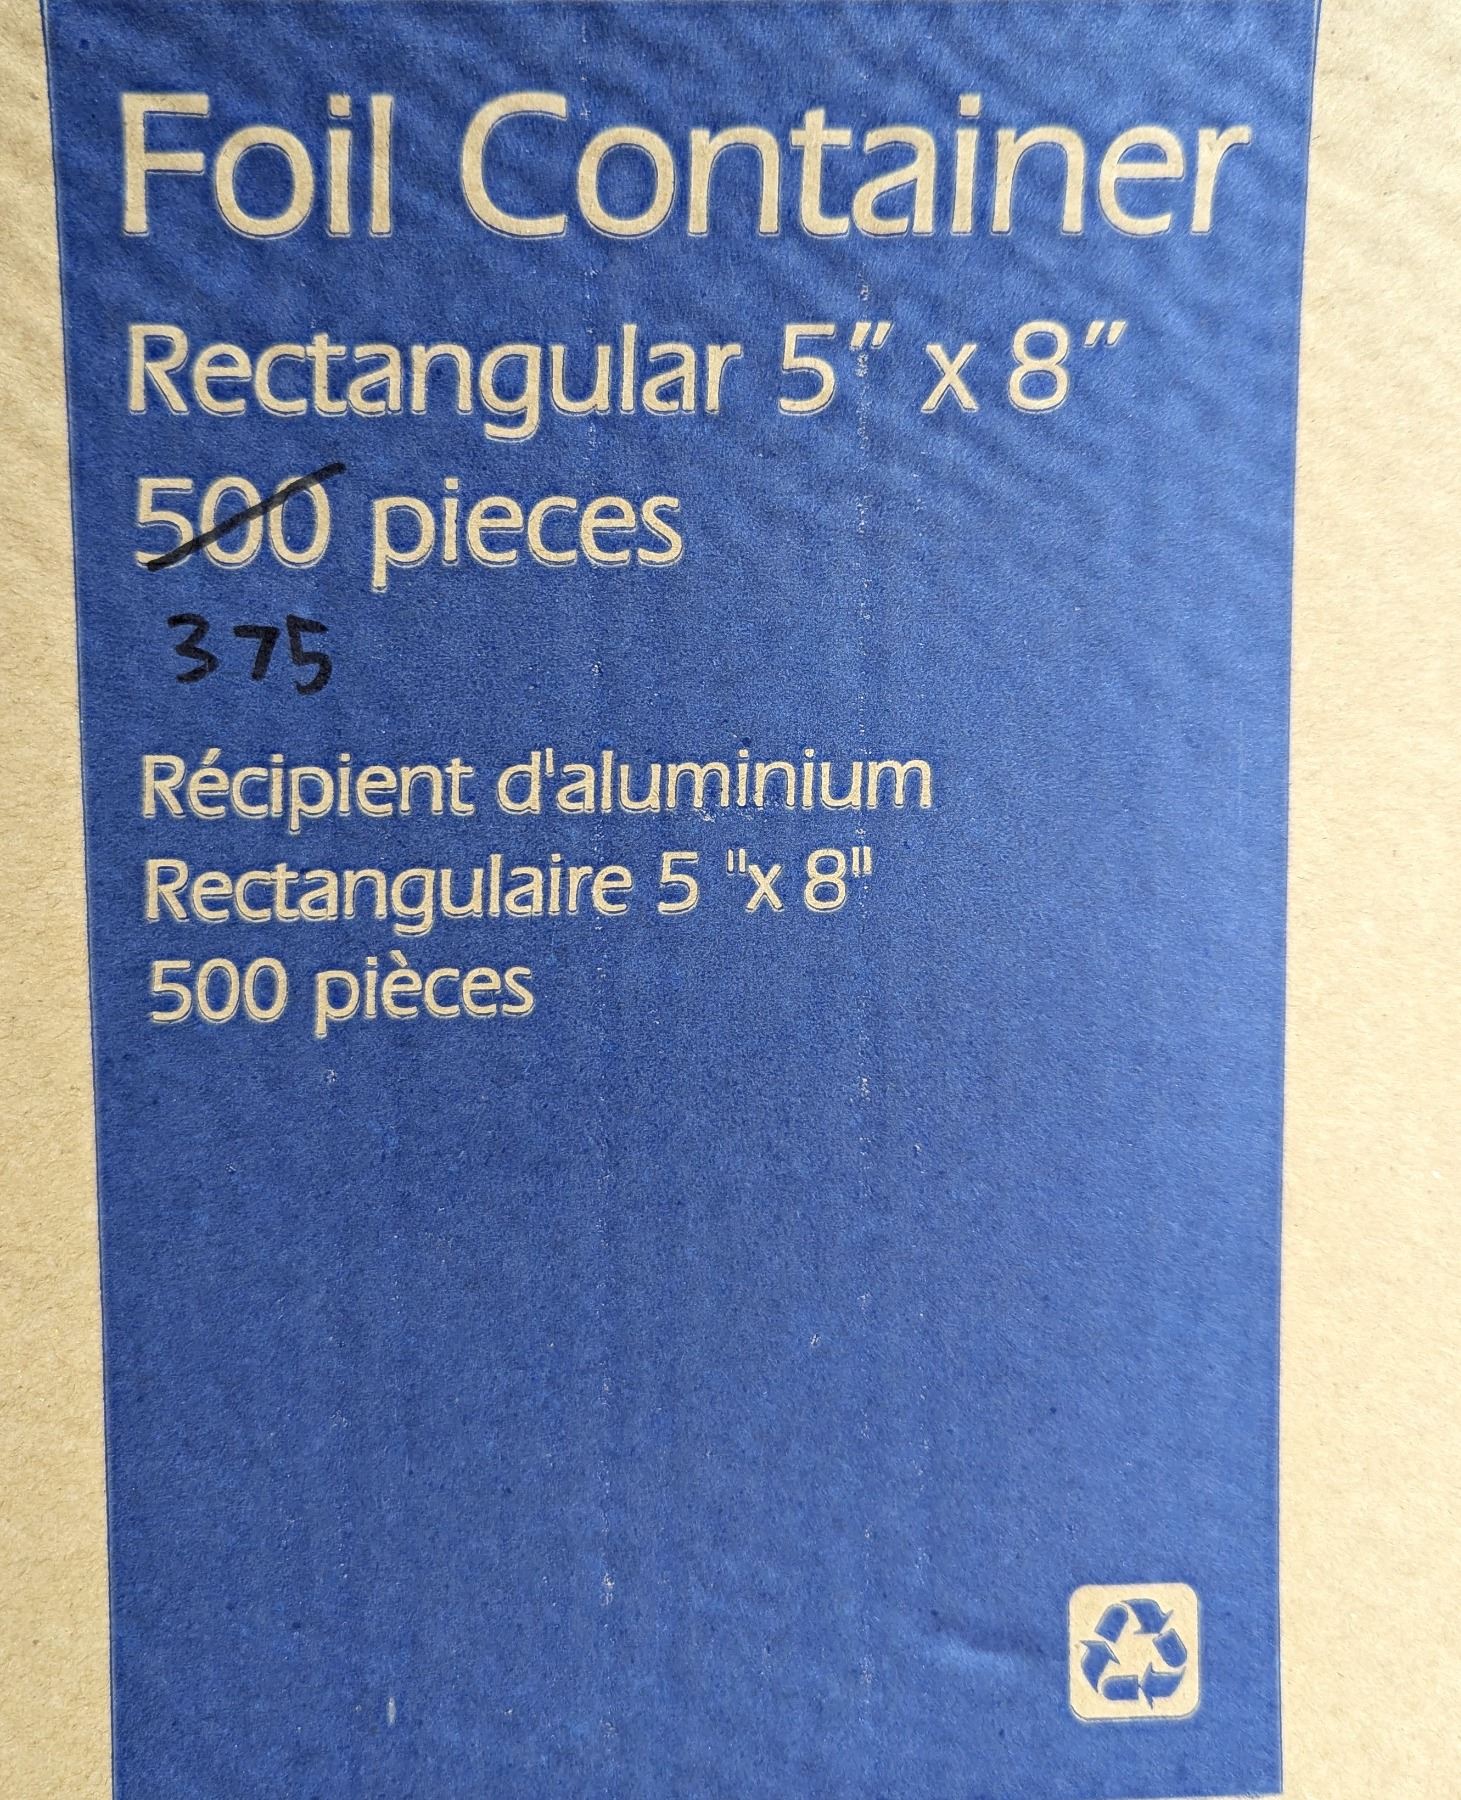 Foil Container
Rectangular 5” x 8”
500 pieces
375
Récipient d'aluminium
Rectangulaire 5 "x 8"
500 pièces